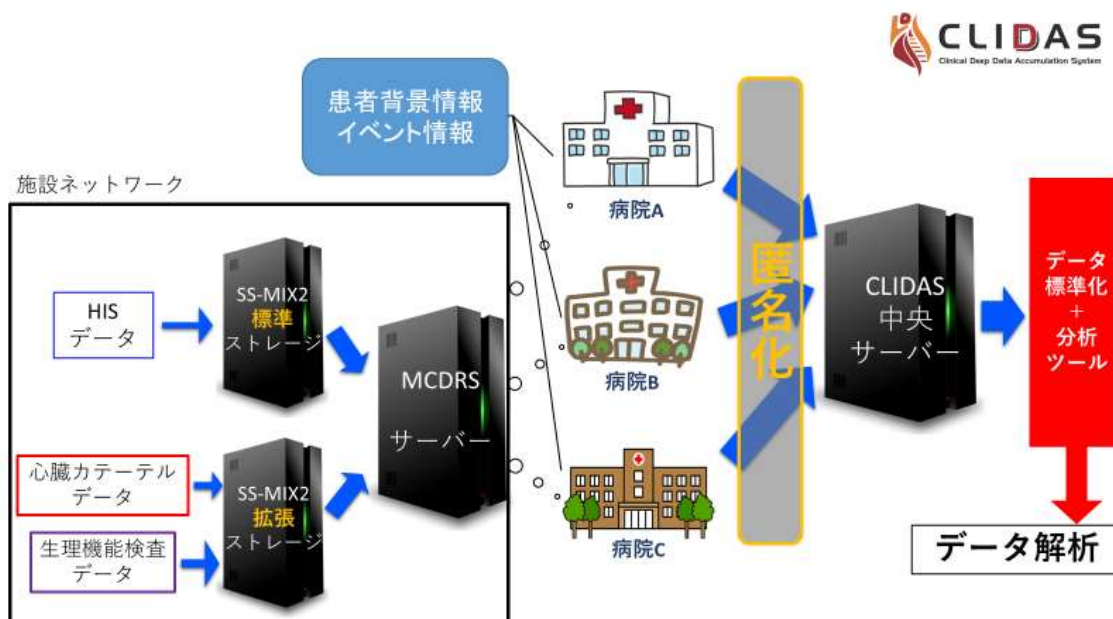 CLIDAS
Clinical Deep Data Accumulation System
患者背景情報
イベント情報
施設ネットワーク
HIS
データ
SS-MIX2
標準
ストレージ
心臓カテーテル
データ
生理機能検査
データ
SS-MIX2
拡張
ストレージ
MCDRS
サーバー
病院A
病院B
病院C
匿名化
CLIDAS
中央
サーバー
データ
標準化
+
分析
ツール
データ解析